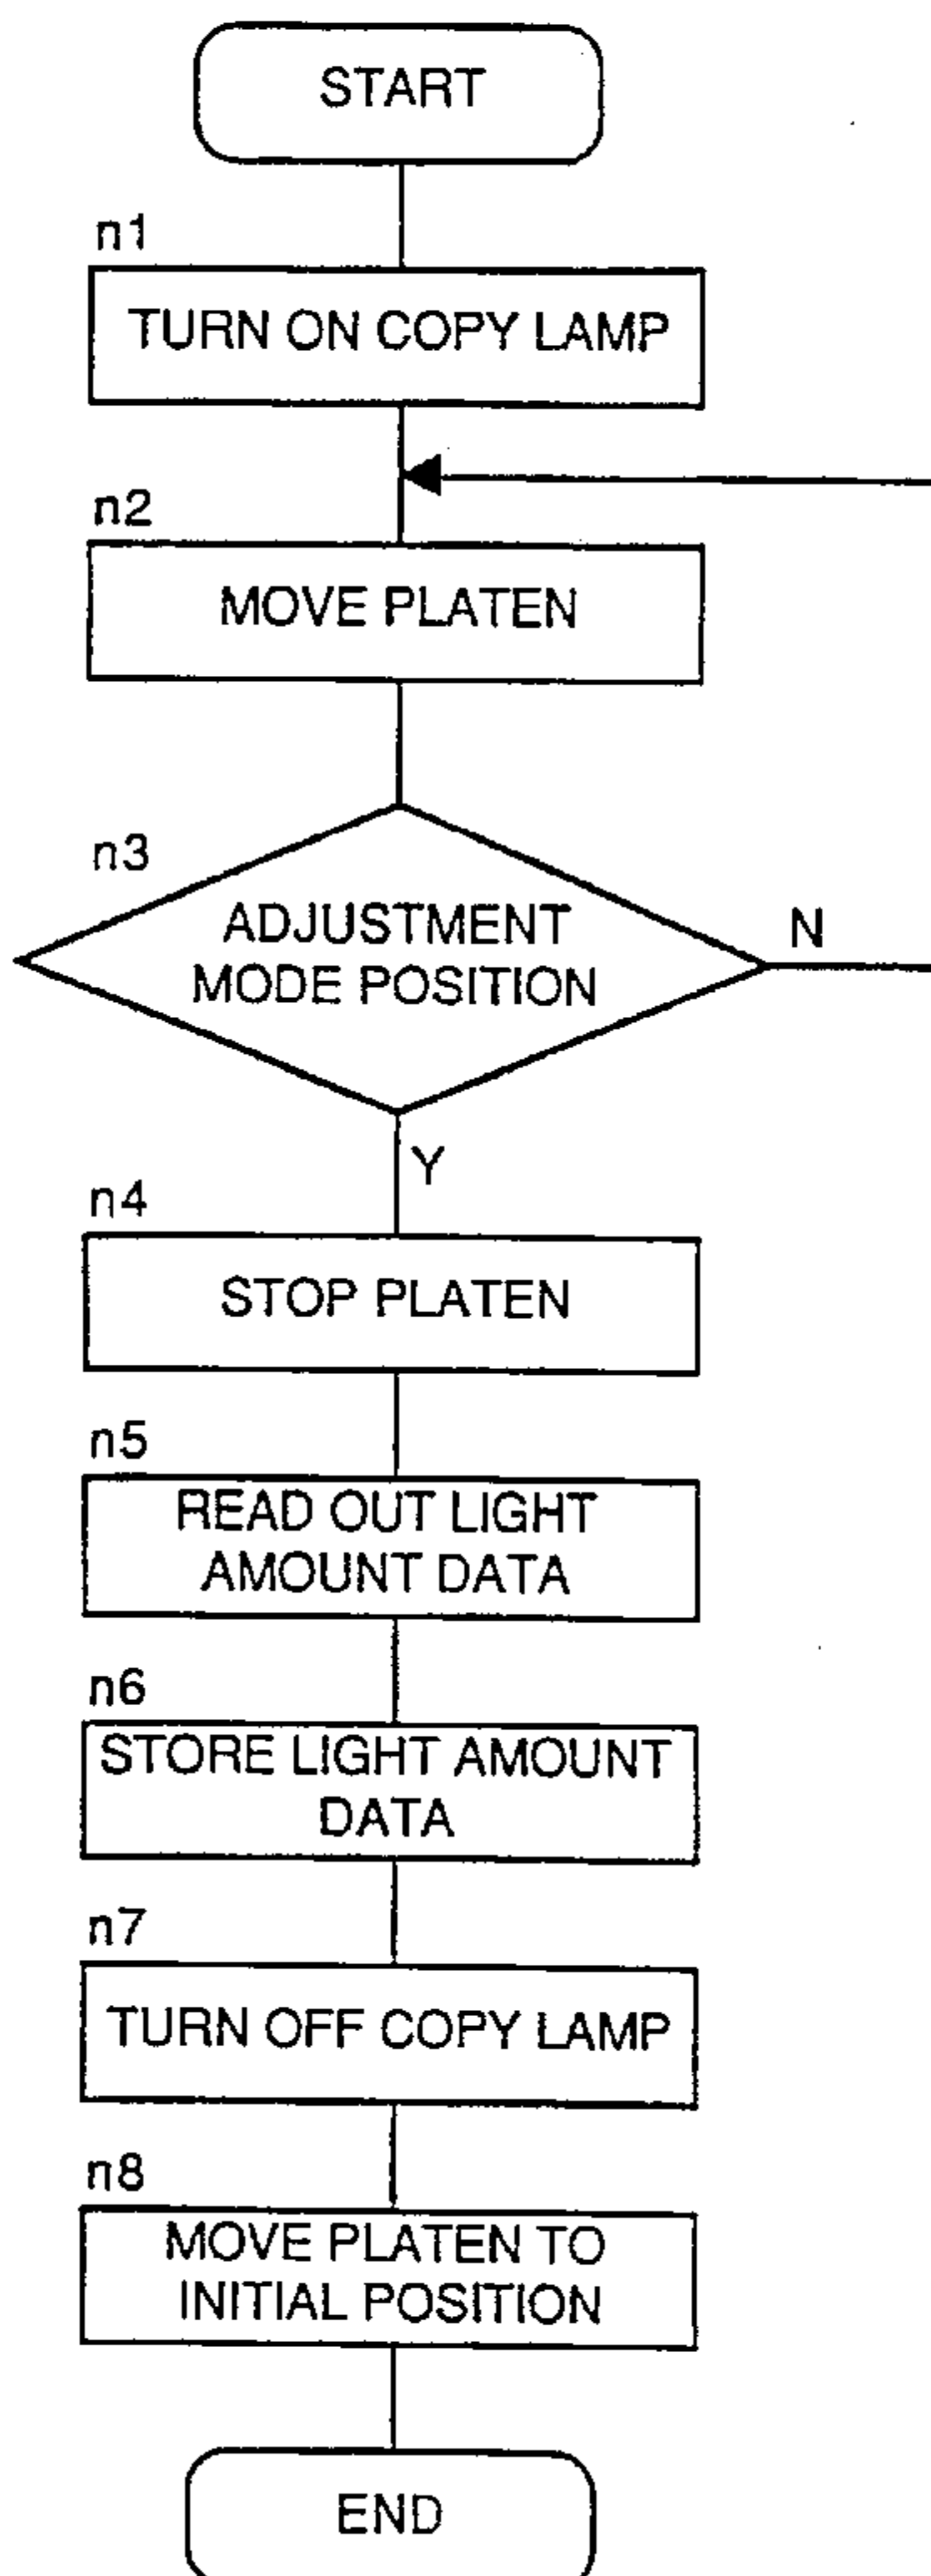 START
n1
TURN ON COPY LAMP
n2
MOVE PLATEN
n3
ADJUSTMENT
MODE POSITION
N
Y
n4
STOP PLATEN
n5
READ OUT LIGHT
AMOUNT DATA
n6
STORE LIGHT AMOUNT
DATA
n7
TURN OFF COPY LAMP
n8
MOVE PLATEN TO
INITIAL POSITION
END